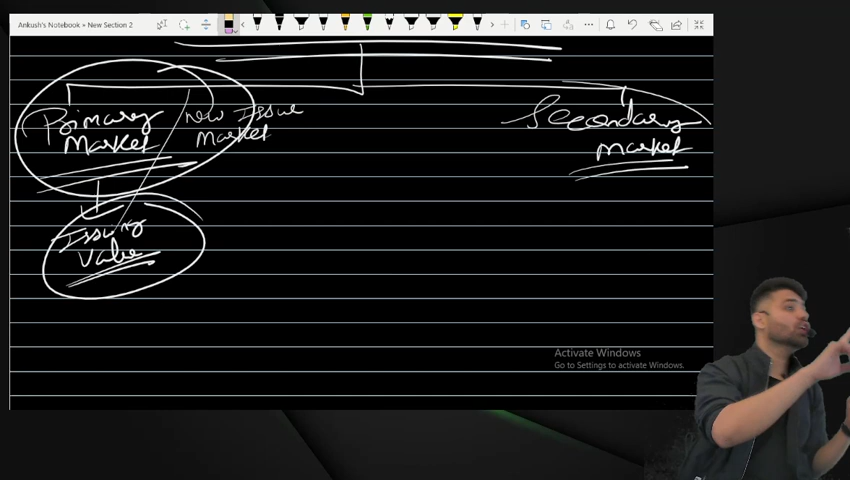 Ankush's Notebook • New Section 2
Primary
Market
New Issue
Market
Secondary
Market
Issuing
Value
Activate Windows
Go to Settings to activate Windows.